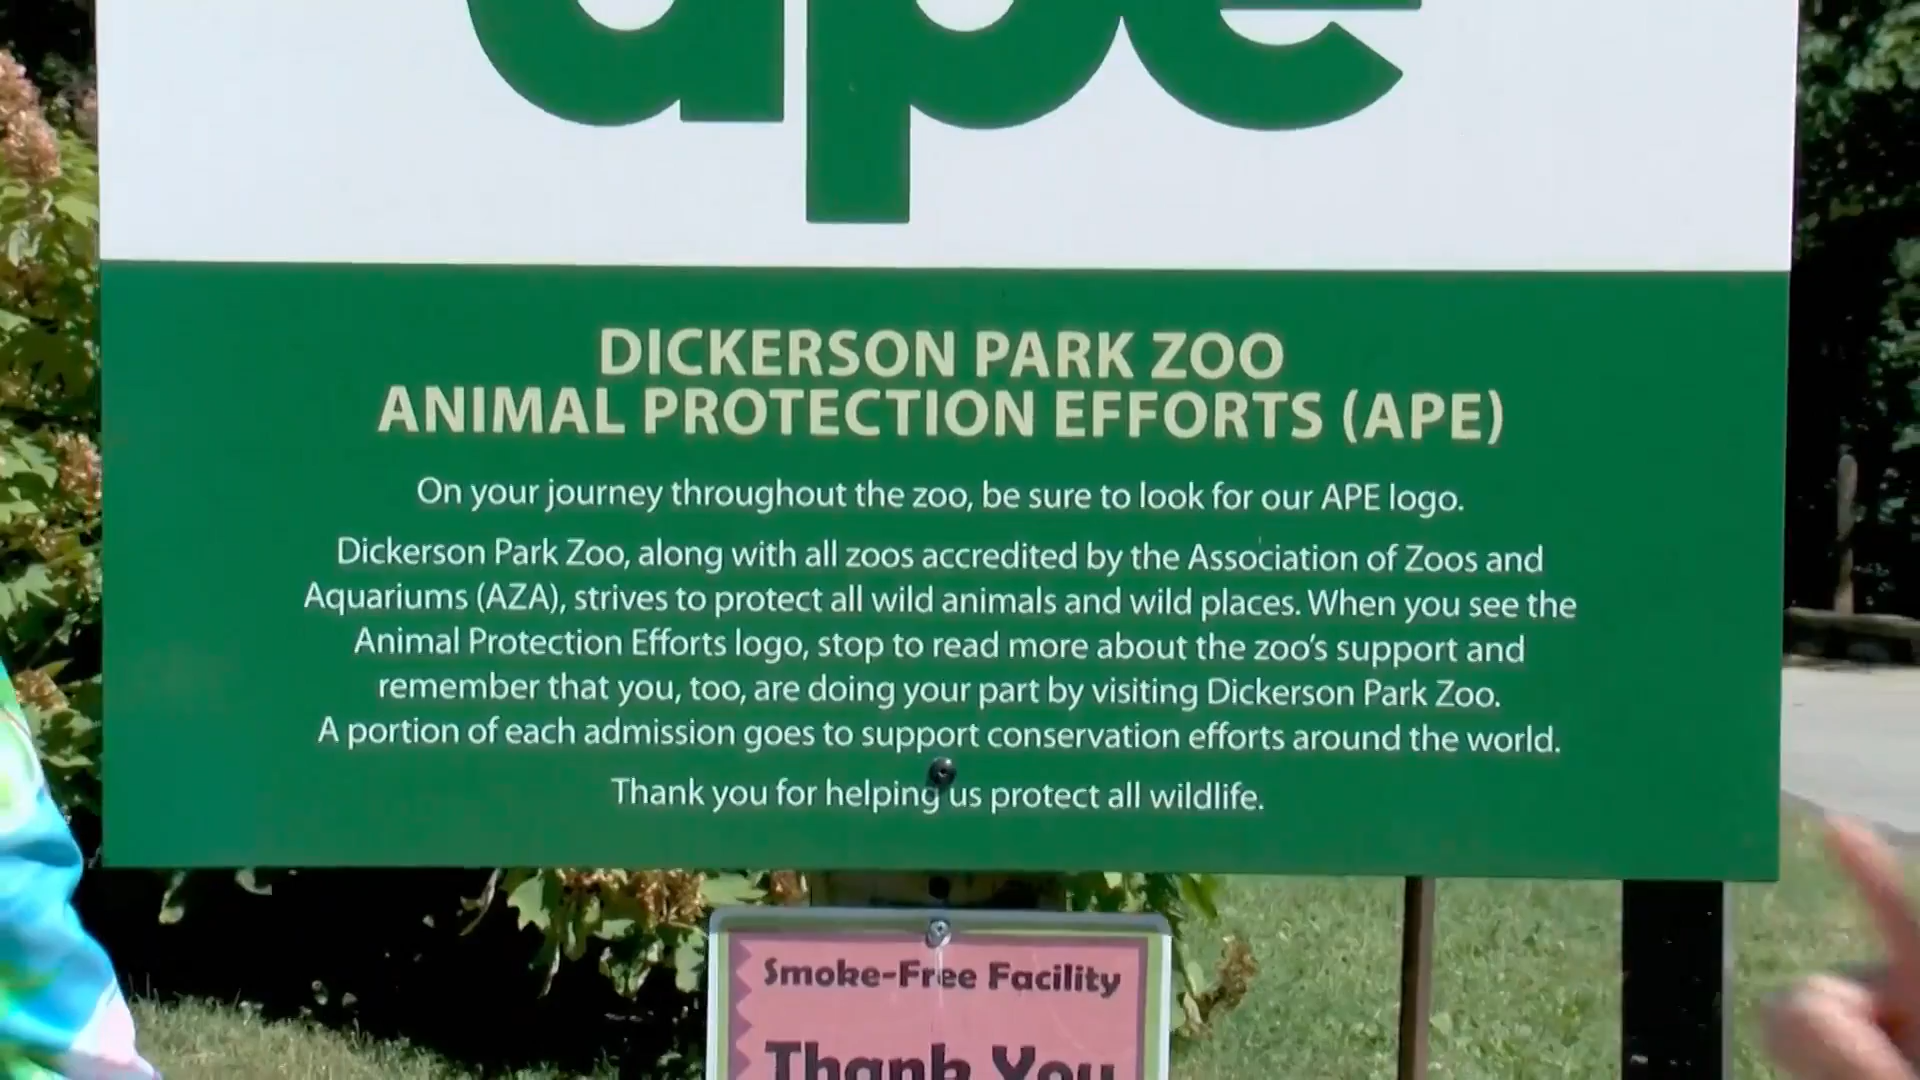 ape
DICKERSON PARK ZOO
ANIMAL PROTECTION EFFORTS (APE)
On your journey throughout the zoo, be sure to look for our APE logo.
Dickerson Park Zoo, along with all zoos accredited by the Association of Zoos and
Aquariums (AZA), strives to protect all wild animals and wild places. When you see the
Animal Protection Efforts logo, stop to read more about the zoo's support and
remember that you, too, are doing your part by visiting Dickerson Park Zoo.
A portion of each admission goes to support conservation efforts around the world.
Thank you for helping us protect all wildlife.
Smoke-Free Facility
Thank You